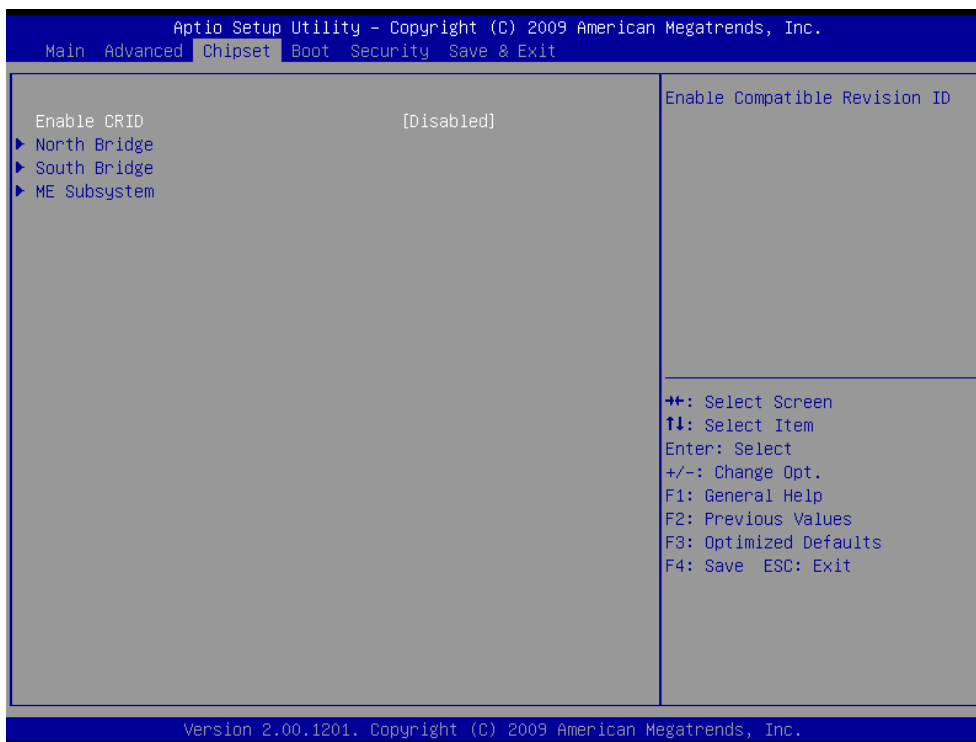 Aptio Setup Utility – Copyright (C) 2009 American Megatrends, Inc.
Main Advanced Chipset Boot Security Save & Exit
Enable CRID [Disabled]
▶ North Bridge
▶ South Bridge
▶ ME Subsystem
Enable Compatible Revision ID
→←: Select Screen
↑↓: Select Item
Enter: Select
+/-: Change Opt.
F1: General Help
F2: Previous Values
F3: Optimized Defaults
F4: Save ESC: Exit
Version 2.00.1201. Copyright (C) 2009 American Megatrends, Inc.